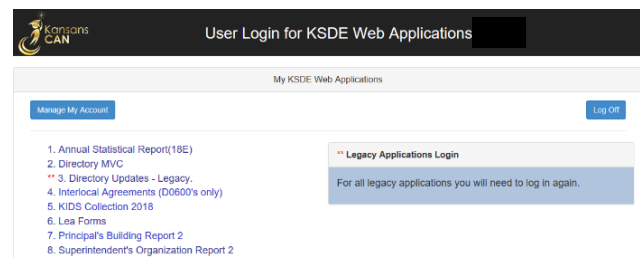 Kansans
CAN
User Login for KSDE Web Applications
My KSDE Web Applications
Manage My Account
Log Off
1. Annual Statistical Report(18E)
2. Directory MVC
** 3. Directory Updates - Legacy.
4. Interlocal Agreements (D0600's only)
5. KIDS Collection 2018
6. Lea Forms
7. Principal's Building Report 2
8. Superintendent's Organization Report 2
** Legacy Applications Login
For all legacy applications you will need to log in again.